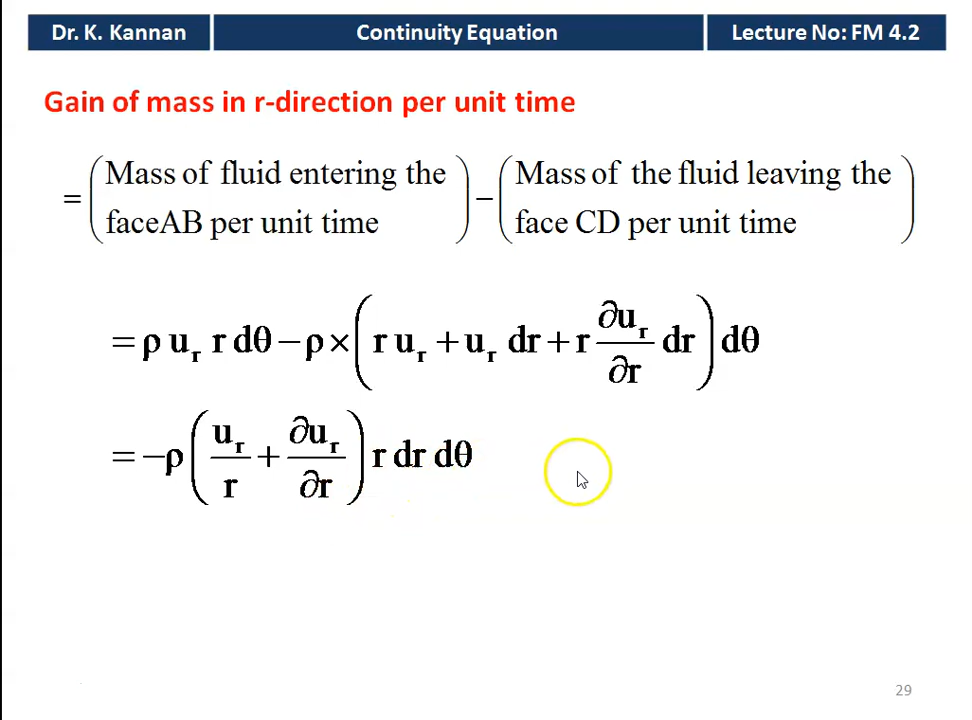 Dr. K. Kannan
Continuity Equation
Lecture No: FM 4.2
Gain of mass in r-direction per unit time
= (Mass of fluid entering the faceAB per unit time) − (Mass of the fluid leaving the face CD per unit time)
= ρ u_r r dθ − ρ × (r u_r + u_r dr + r ∂u_r/∂r dr) dθ
= −ρ (u_r/r + ∂u_r/∂r) r dr dθ
29